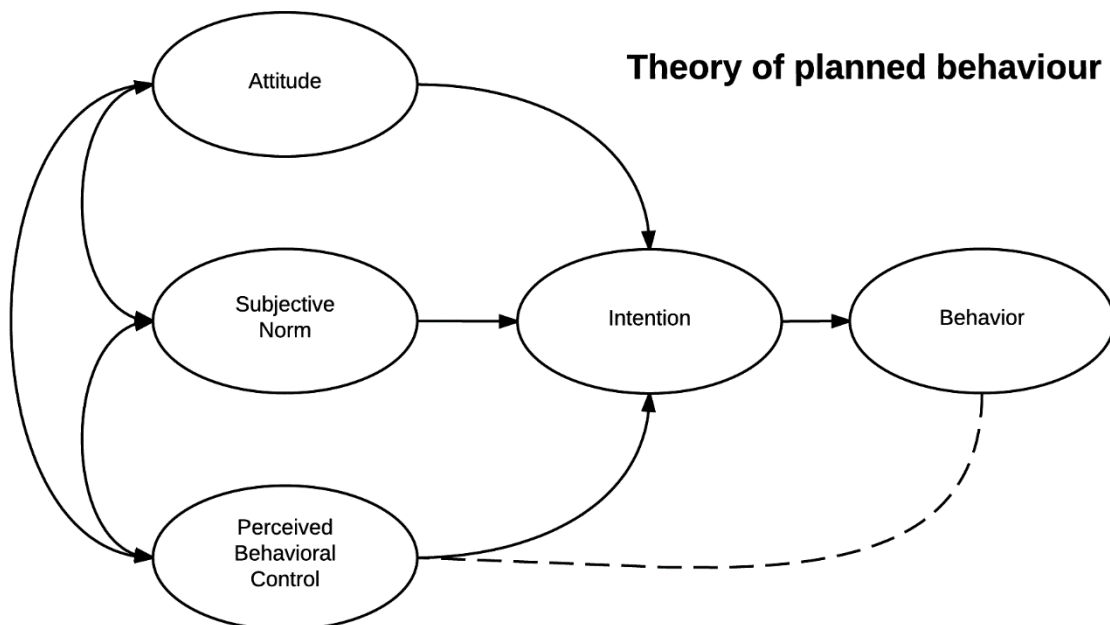 Theory of planned behaviour
Attitude
Subjective
Norm
Intention
Behavior
Perceived
Behavioral
Control